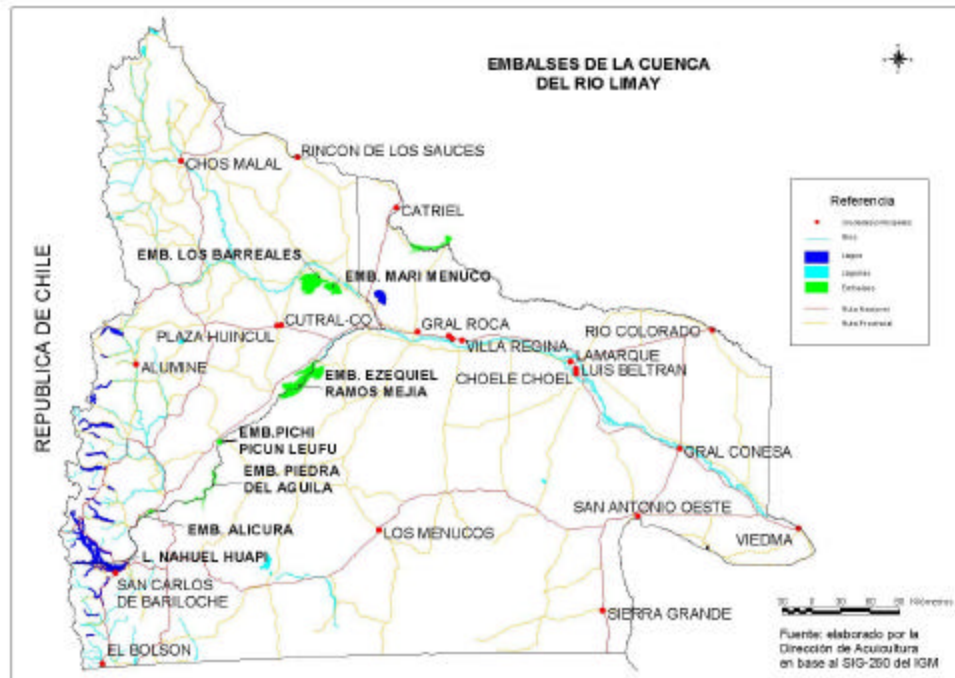 EMBALSES DE LA CUENCA
DEL RIO LIMAY
RINCON DE LOS SAUCES
CHOS MALAL
CATRIEL
Referencia
Rios
Lagos
Lagunas
Embalses
Ruta Nacional
Ruta Provincial
REPUBLICA DE CHILE
EMB. LOS BARREALES
EMB. MARI MENUCO
CUTRAL-CO
PLAZA HUINCUL
GRAL ROCA
VILLA REGINA
RIO COLORADO
ALUMINE
LAMARQUE
LUIS BELTRAN
CHOELE CHOEL
EMB. EZEQUIEL
RAMOS MEJIA
EMB.PICHI
PICUN LEUFU
GRAL CONESA
EMB. PIEDRA
DEL AGUILA
SAN ANTONIO OESTE
EMB. ALICURA
LOS MENUCOS
VIEDMA
L. NAHUEL HUAPI
SAN CARLOS
DE BARILOCHE
SIERRA GRANDE
EL BOLSON
Kilómetros
Fuente: elaborado por la
Dirección de Acuicultura
en base al SIG-260 del IGM